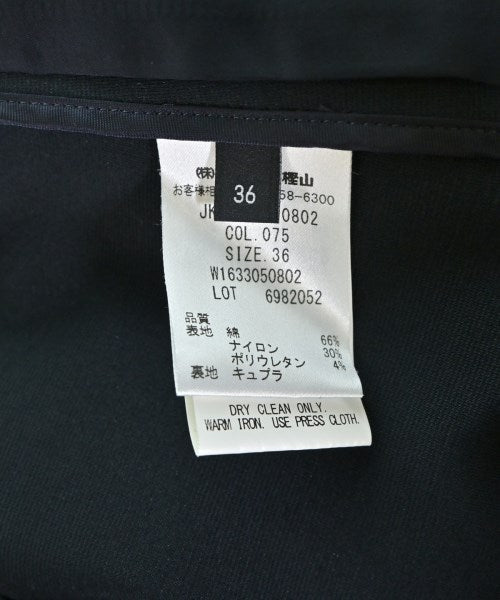 (株) 樫山
お客様相 58-6300
36
JK 0802
COL.075
SIZE.36
W1633050802
LOT 6982052
品質
表地 綿 66%
ナイロン 30%
ポリウレタン 4%
裏地 キュプラ
DRY CLEAN ONLY.
WARM IRON. USE PRESS CLOTH.